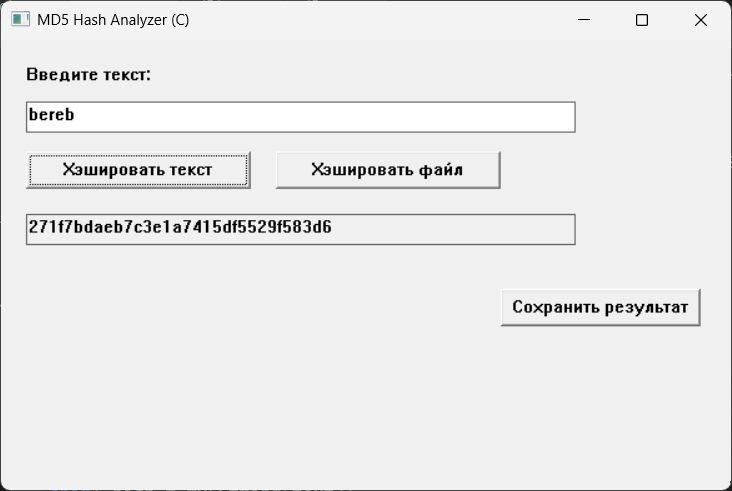 MD5 Hash Analyzer (C)
Введите текст:
bereb
Хэшировать текст
Хэшировать файл
271f7bdaeb7c3e1a7415df5529f583d6
Сохранить результат